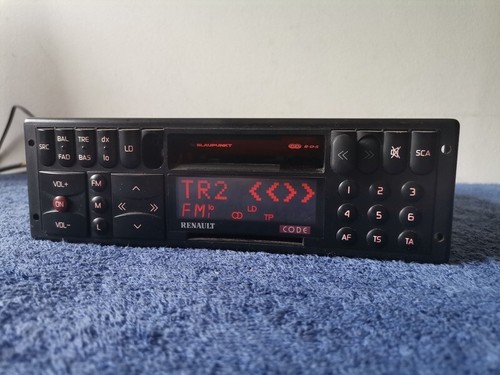 SRC BAL FAD TRE BAS dx lo LD
BLAUPUNKT
<< >> SCA
VOL+ ON VOL-
FM M L
<< >>
TR2 <<>>
FM LD TP
RENAULT CODE
1 2 3
4 5 6
AF TS TA